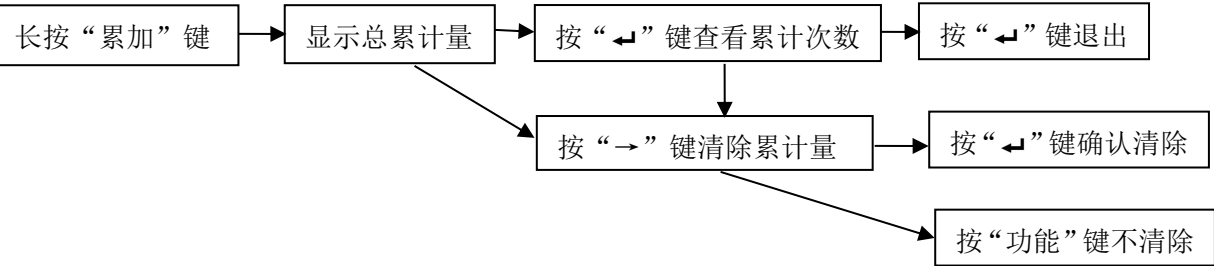 长按“累加”键
显示总累计量
按“↵”键查看累计次数
按“↵”键退出
按“→”键清除累计量
按“↵”键确认清除
按“功能”键不清除